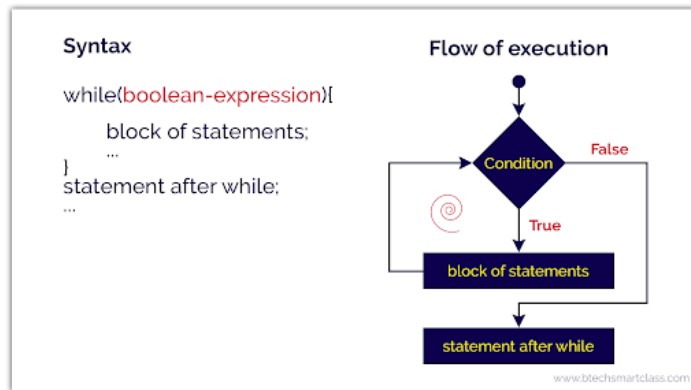 Syntax
while(boolean-expression){
block of statements;
...
}
statement after while;
...
Flow of execution
Condition
False
True
block of statements
statement after while
www.btechsmartclass.com